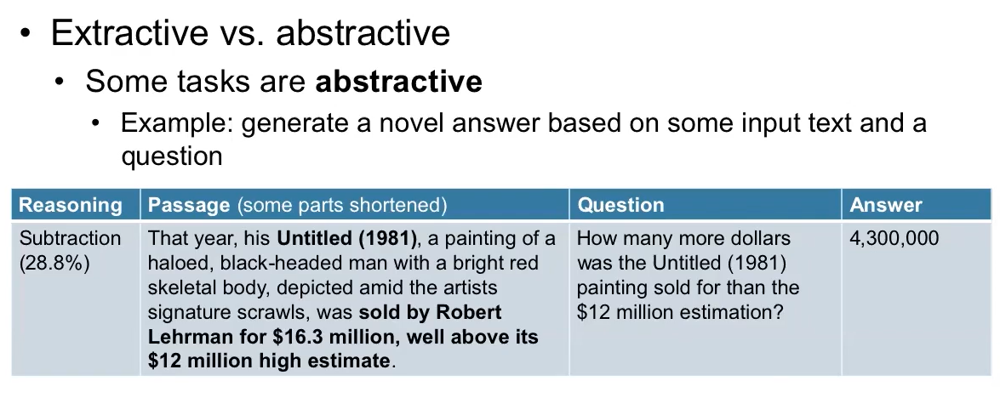 • Extractive vs. abstractive
• Some tasks are abstractive
• Example: generate a novel answer based on some input text and a
question
Reasoning
Passage (some parts shortened)
Question
Answer
Subtraction
(28.8%)
That year, his Untitled (1981), a painting of a
haloed, black-headed man with a bright red
skeletal body, depicted amid the artists
signature scrawls, was sold by Robert
Lehrman for $16.3 million, well above its
$12 million high estimate.
How many more dollars
was the Untitled (1981)
painting sold for than the
$12 million estimation?
4,300,000